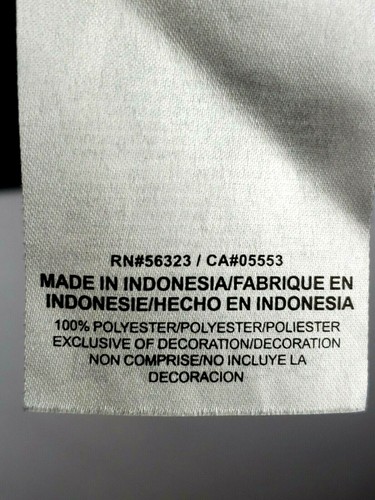 RN#56323 / CA#05553
MADE IN INDONESIA/FABRIQUE EN
INDONESIE/HECHO EN INDONESIA
100% POLYESTER/POLYESTER/POLIESTER
EXCLUSIVE OF DECORATION/DECORATION
NON COMPRISE/NO INCLUYE LA
DECORACION